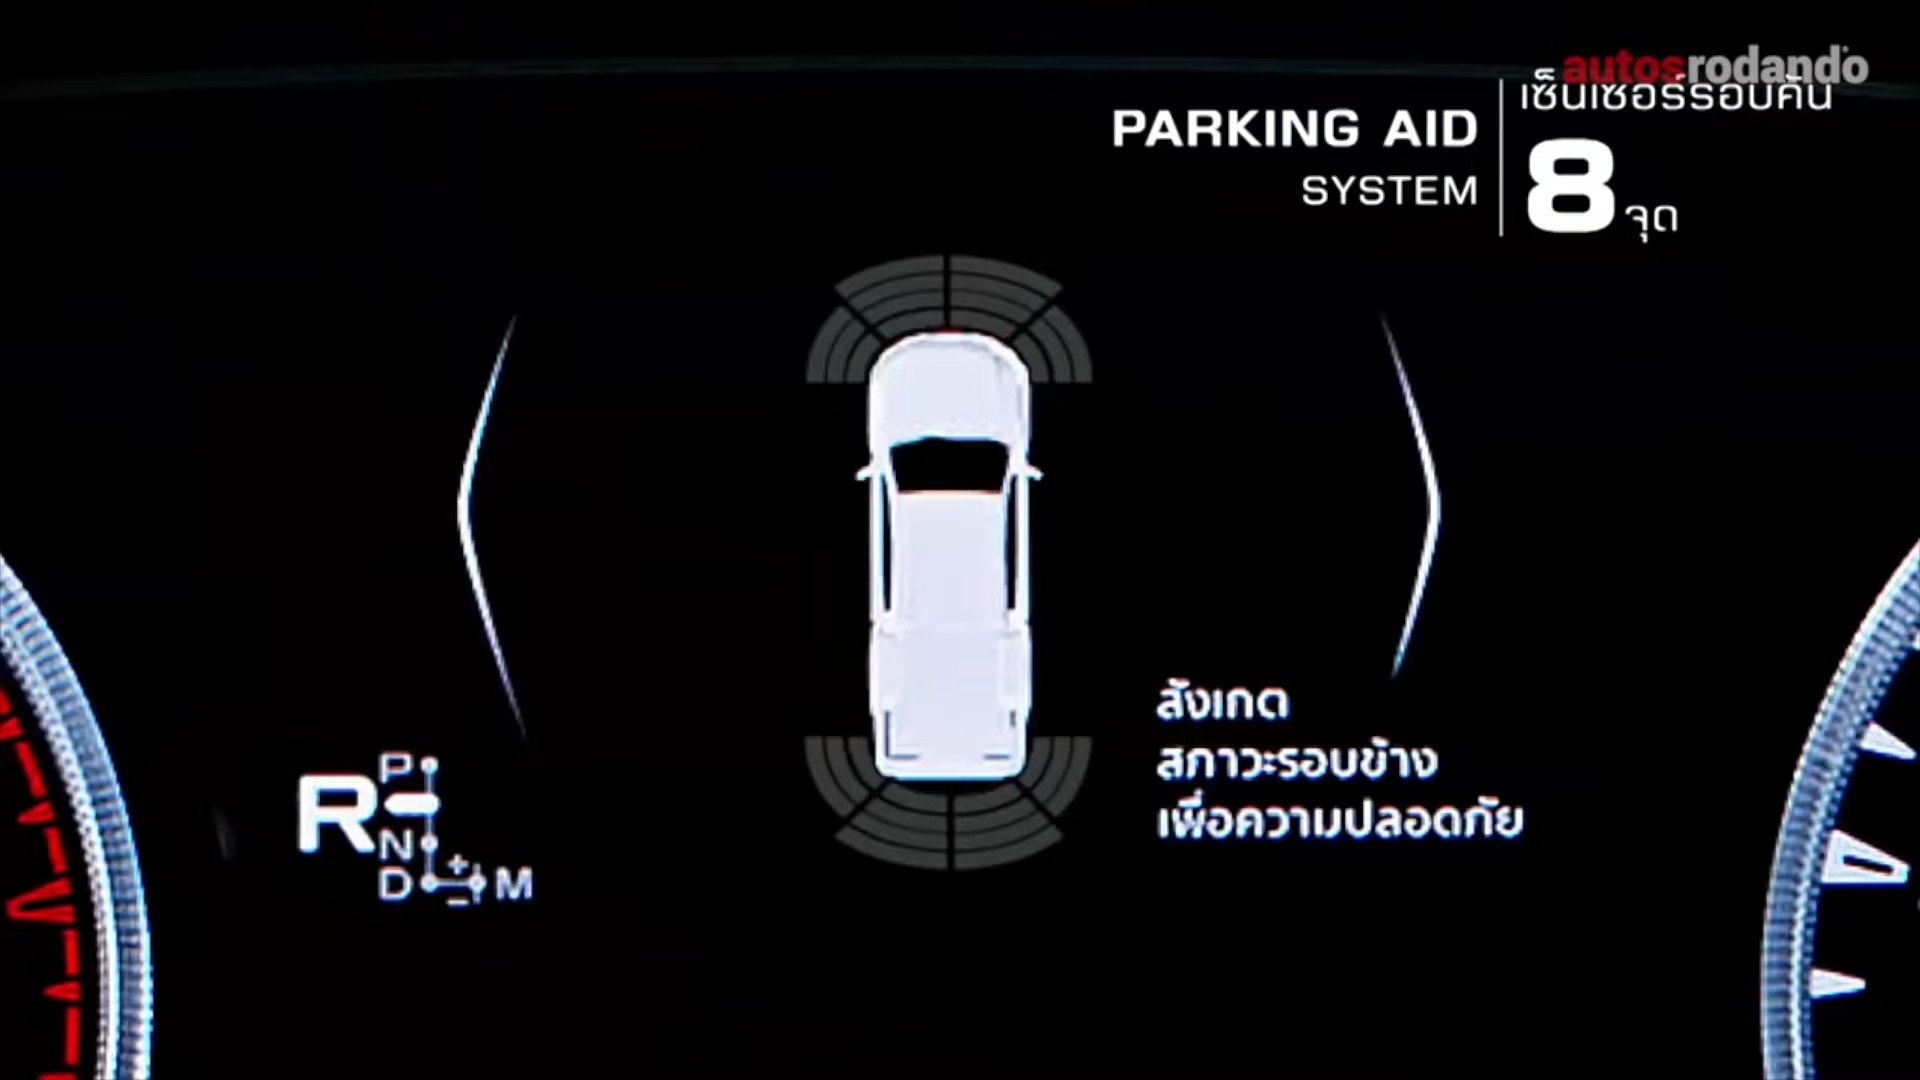 autosrodando
เซ็นเซอร์รอบคัน
PARKING AID
SYSTEM
8 จุด
สังเกต
สภาวะรอบข้าง
เพื่อความปลอดภัย
P
R
N
D + - M